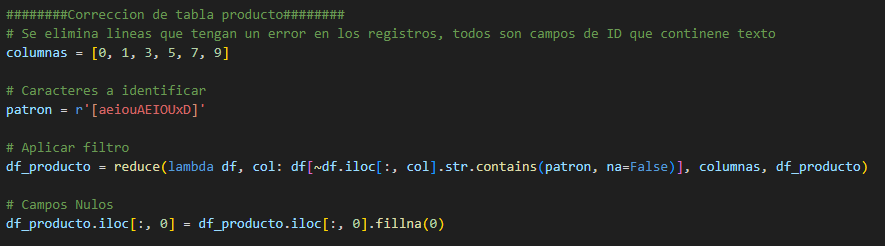 ########Correccion de tabla producto########
# Se elimina lineas que tengan un error en los registros, todos son campos de ID que continene texto
columnas = [0, 1, 3, 5, 7, 9]
# Caracteres a identificar
patron = r'[aeiouAEIOUxD]'
# Aplicar filtro
df_producto = reduce(lambda df, col: df[~df.iloc[:, col].str.contains(patron, na=False)], columnas, df_producto)
# Campos Nulos
df_producto.iloc[:, 0] = df_producto.iloc[:, 0].fillna(0)